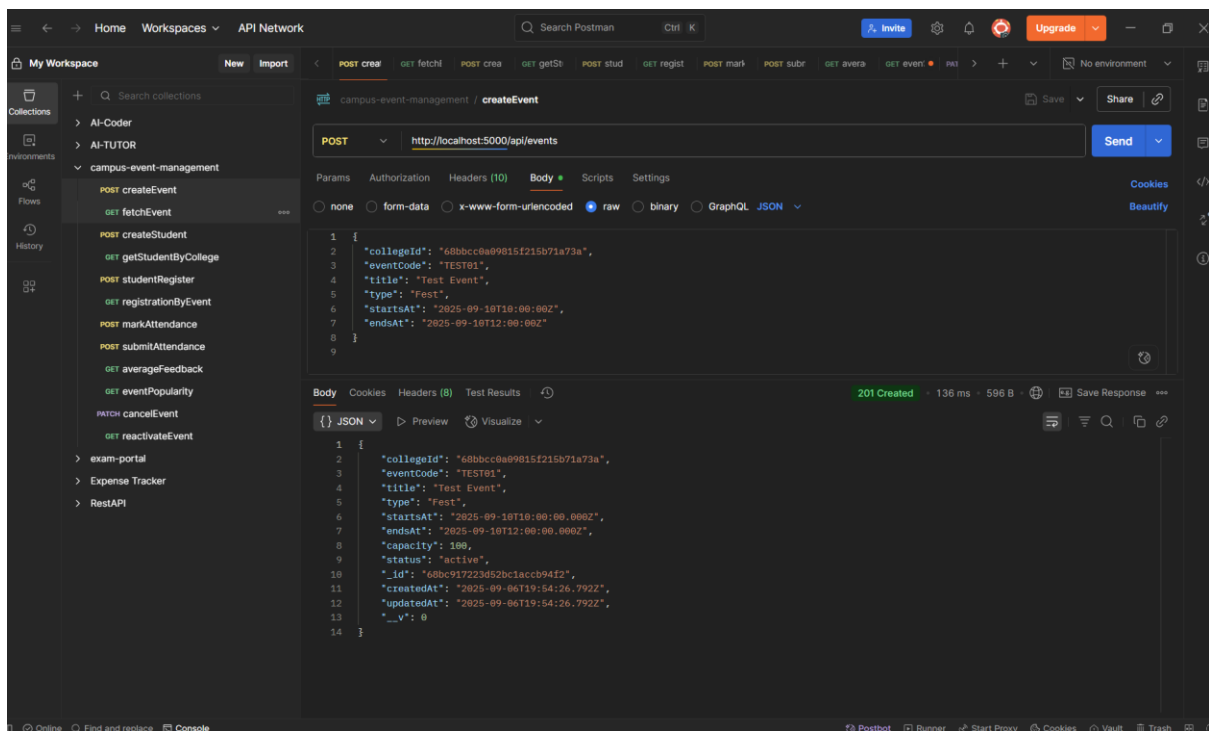 Home Workspaces API Network Search Postman Ctrl K Invite Upgrade
My Workspace New Import POST creat GET fetchE POST crea GET getSt POST stud GET regist POST mark POST subr GET avera GET even No environment
Collections Search collections campus-event-management / createEvent Save Share
AI-Coder
AI-TUTOR POST http://localhost:5000/api/events Send
Environments
campus-event-management
POST createEvent Params Authorization Headers (10) Body Scripts Settings Cookies
Flows
GET fetchEvent none form-data x-www-form-urlencoded raw binary GraphQL JSON Beautify
POST createStudent
History
GET getStudentByCollege
POST studentRegister
GET registrationByEvent
POST markAttendance
POST submitAttendance
GET averageFeedback
GET eventPopularity
PATCH cancelEvent
GET reactivateEvent
exam-portal
Expense Tracker
RestAPI
1 {
2 "collegeId": "68bbcc0a09815f215b71a73a",
3 "eventCode": "TEST01",
4 "title": "Test Event",
5 "type": "Fest",
6 "startsAt": "2025-09-10T10:00:00Z",
7 "endsAt": "2025-09-10T12:00:00Z"
8 }
9
Body Cookies Headers (8) Test Results 201 Created 136 ms 596 B Save Response
{} JSON Preview Visualize
1 {
2 "collegeId": "68bbcc0a09815f215b71a73a",
3 "eventCode": "TEST01",
4 "title": "Test Event",
5 "type": "Fest",
6 "startsAt": "2025-09-10T10:00:00.000Z",
7 "endsAt": "2025-09-10T12:00:00.000Z",
8 "capacity": 100,
9 "status": "active",
10 "_id": "68bc917223d52bc1accb94f2",
11 "createdAt": "2025-09-06T19:54:26.792Z",
12 "updatedAt": "2025-09-06T19:54:26.792Z",
13 "__v": 0
14 }
Online Find and replace Console Postbot Runner Start Proxy Cookies Vault Trash